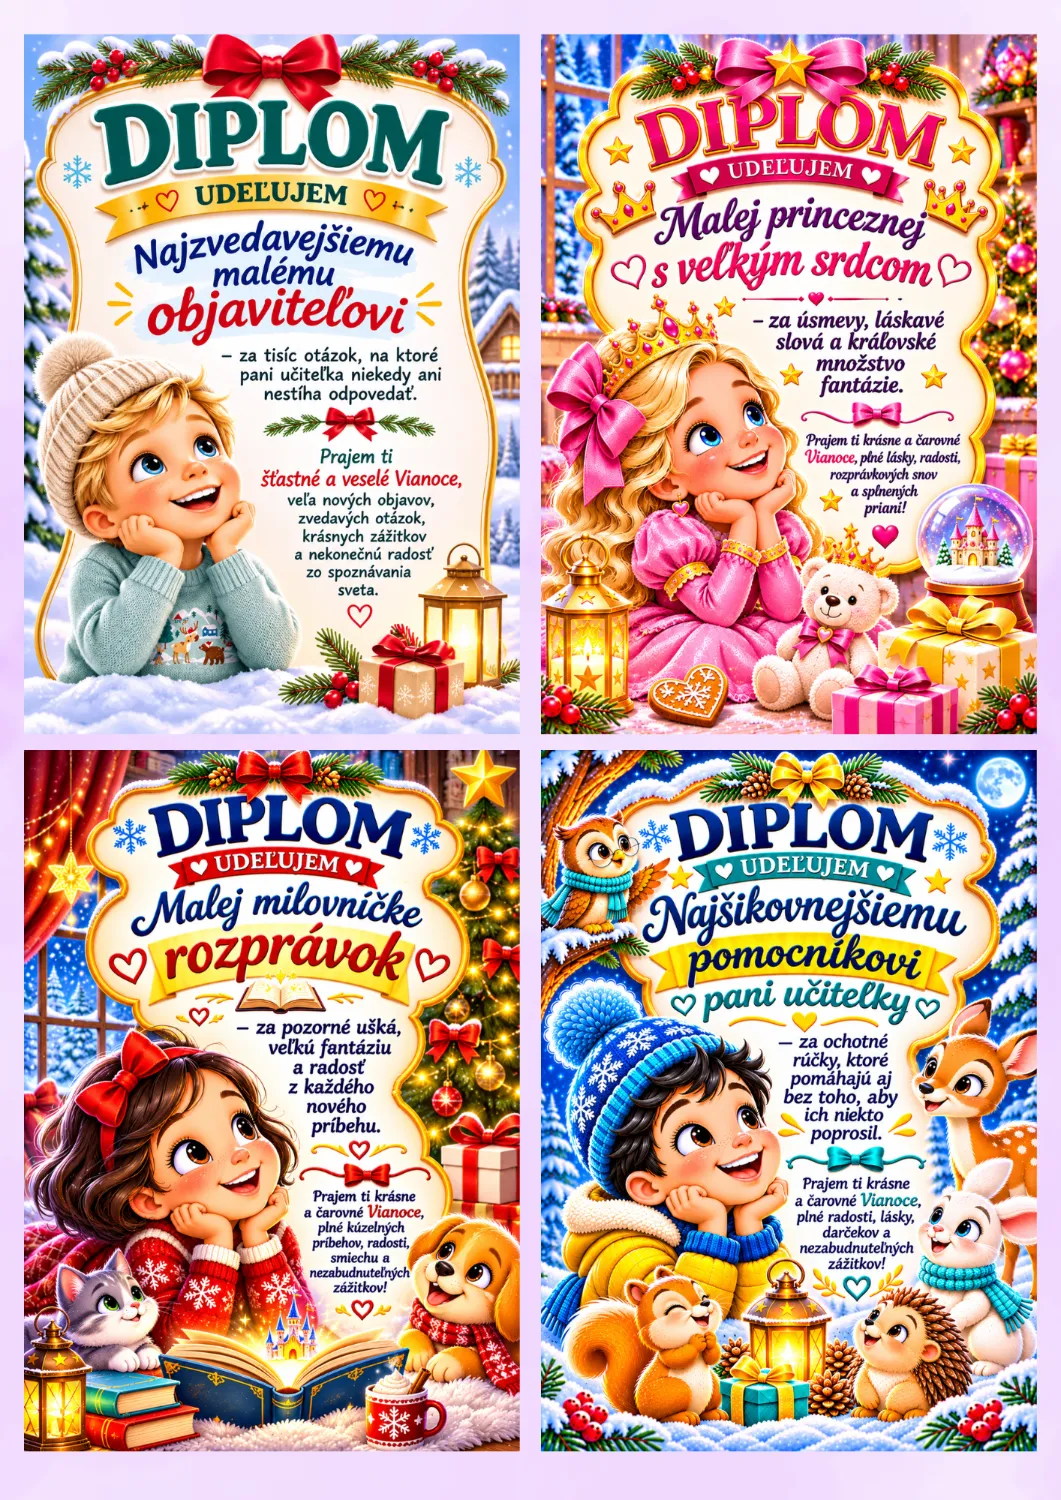 DIPLOM
UDEĽUJEM
Najzvedavejšiemu
malému
objaviteľovi
– za tisíc otázok, na ktoré
pani učiteľka niekedy ani
nestíha odpovedať.
Prajem ti
šťastné a veselé Vianoce,
veľa nových objavov,
zvedavých otázok,
krásnych zážitkov
a nekonečnú radosť
zo spoznávania
sveta.
DIPLOM
UDEĽUJEM
Malej princeznej
s veľkým srdcom
– za úsmevy, láskavé
slová a kráľovské
množstvo
fantázie.
Prajem ti krásne a čarovné
Vianoce, plné lásky, radosti,
rozprávkových snov
a splnených
prianí!
DIPLOM
UDEĽUJEM
Malej milovníčke
rozprávok
– za pozorné uška,
veľkú fantáziu
a radosť
z každého
nového
príbehu.
Prajem ti krásne
a čarovné Vianoce,
plné kúzelných
príbehov, radosti,
smiechu a
nezabudnuteľných
zážitkov!
DIPLOM
UDEĽUJEM
Najšikovnejšiemu
pomocníkovi
pani učiteľky
– za ochotné
rúčky, ktoré
pomáhajú aj
bez toho, aby
ich niekto
poprosil.
Prajem ti krásne
a čarovné Vianoce,
plné radosti, lásky,
darčekov a
nezabudnuteľných
zážitkov!